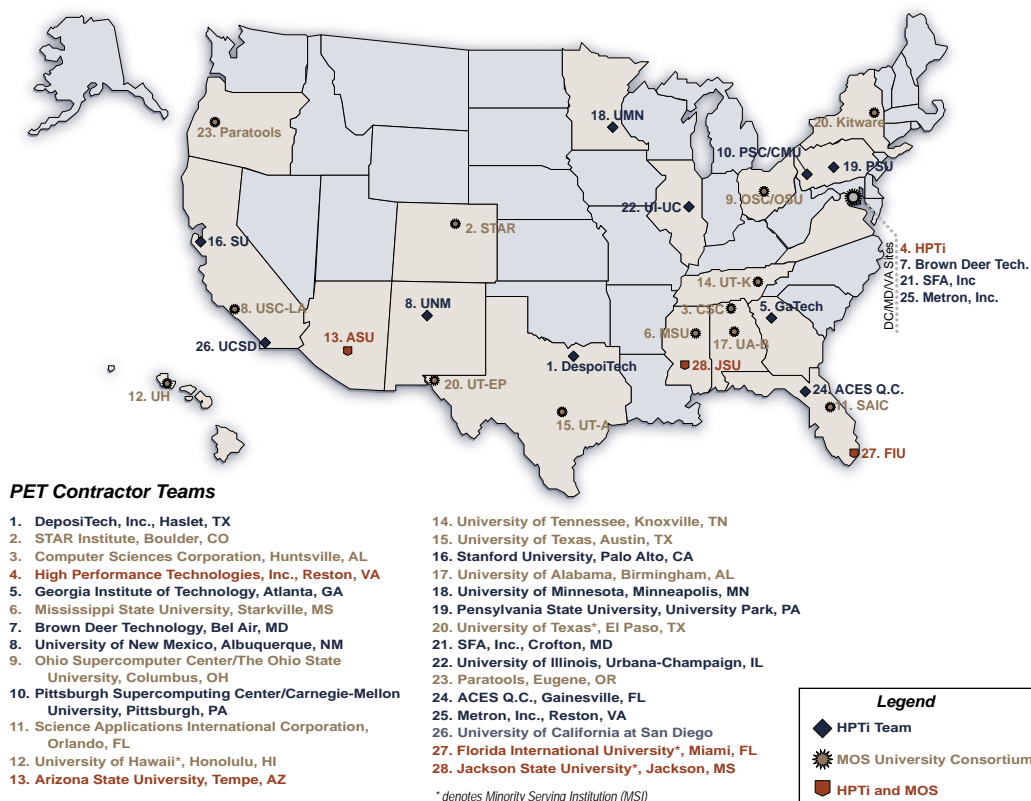 18. UMN
23. Paratools
20. Kitware
10. PSC/CMU
19. PSU
9. OSC/OSU
22. UI-UC
2. STAR
16. SU
4. HPTi
7. Brown Deer Tech.
21. SFA, Inc
25. Metron, Inc.
DC/MD/VA Sites
14. UT-K
8. USC-LA
8. UNM
3. CSC
5. GaTech
6. MSU
17. UA-B
13. ASU
26. UCSD
1. DespoiTech
28. JSU
20. UT-EP
12. UH
24. ACES Q.C.
11. SAIC
15. UT-A
27. FIU
PET Contractor Teams
1. DeposiTech, Inc., Haslet, TX
2. STAR Institute, Boulder, CO
3. Computer Sciences Corporation, Huntsville, AL
4. High Performance Technologies, Inc., Reston, VA
5. Georgia Institute of Technology, Atlanta, GA
6. Mississippi State University, Starkville, MS
7. Brown Deer Technology, Bel Air, MD
8. University of New Mexico, Albuquerque, NM
9. Ohio Supercomputer Center/The Ohio State
University, Columbus, OH
10. Pittsburgh Supercomputing Center/Carnegie-Mellon
University, Pittsburgh, PA
11. Science Applications International Corporation,
Orlando, FL
12. University of Hawaii*, Honolulu, HI
13. Arizona State University, Tempe, AZ
14. University of Tennessee, Knoxville, TN
15. University of Texas, Austin, TX
16. Stanford University, Palo Alto, CA
17. University of Alabama, Birmingham, AL
18. University of Minnesota, Minneapolis, MN
19. Pensylvania State University, University Park, PA
20. University of Texas*, El Paso, TX
21. SFA, Inc., Crofton, MD
22. University of Illinois, Urbana-Champaign, IL
23. Paratools, Eugene, OR
24. ACES Q.C., Gainesville, FL
25. Metron, Inc., Reston, VA
26. University of California at San Diego
27. Florida International University*, Miami, FL
28. Jackson State University*, Jackson, MS
* denotes Minority Serving Institution (MSI)
Legend
HPTi Team
MOS University Consortium
HPTi and MOS